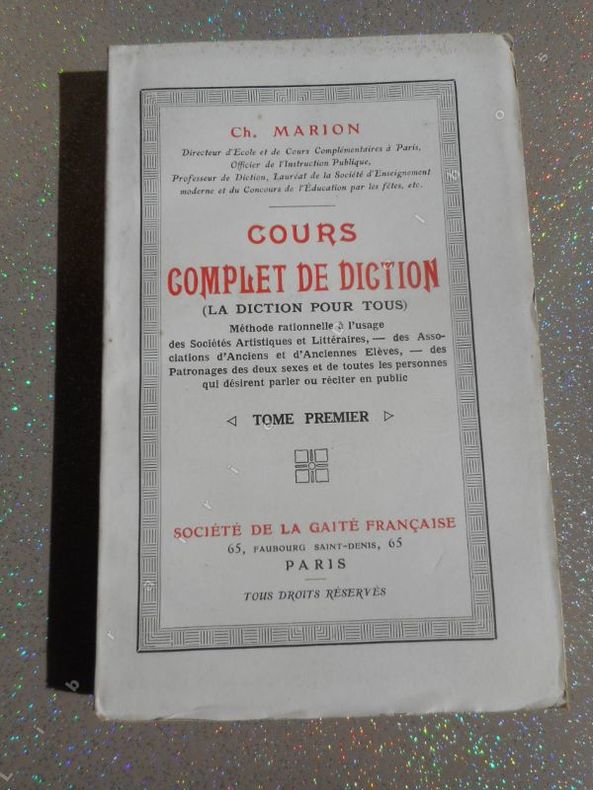 Ch. MARION
Directeur d'Ecole et de Cours Complémentaires à Paris,
Officier de l'Instruction Publique,
Professeur de Diction, Lauréat de la Société d'Enseignement
moderne et du Concours de l'Éducation par les fêtes, etc.
COURS
COMPLET DE DICTION
(LA DICTION POUR TOUS)
Méthode rationnelle à l'usage
des Sociétés Artistiques et Littéraires, — des Asso-
ciations d'Anciens et d'Anciennes Elèves, — des
Patronages des deux sexes et de toutes les personnes
qui désirent parler ou réciter en public
TOME PREMIER
SOCIÉTÉ DE LA GAITÉ FRANÇAISE
65, FAUBOURG SAINT-DENIS, 65
PARIS
TOUS DROITS RÉSERVÉS